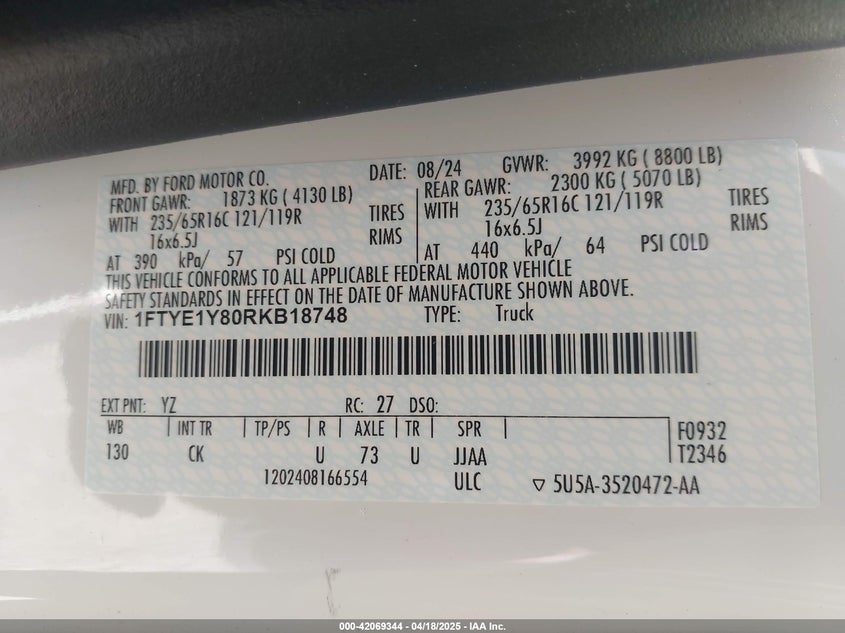 MFD. BY FORD MOTOR CO. DATE: 08/24 GVWR: 3992 KG ( 8800 LB)
FRONT GAWR: 1873 KG ( 4130 LB) REAR GAWR: 2300 KG ( 5070 LB)
WITH 235/65R16C 121/119R TIRES WITH 235/65R16C 121/119R TIRES
16x6.5J RIMS 16x6.5J RIMS
AT 390 kPa/ 57 PSI COLD AT 440 kPa/ 64 PSI COLD
THIS VEHICLE CONFORMS TO ALL APPLICABLE FEDERAL MOTOR VEHICLE
SAFETY STANDARDS IN EFFECT ON THE DATE OF MANUFACTURE SHOWN ABOVE.
VIN: 1FTYE1Y80RKB18748 TYPE: Truck
EXT PNT: YZ RC: 27 DSO:
WB | INT TR | TP/PS | R | AXLE | TR | SPR | F0932
130 CK U 73 U JJAA T2346
1202408166554 ULC ▽ 5U5A-3520472-AA
000-42069344 - 04/18/2025 - IAA Inc.